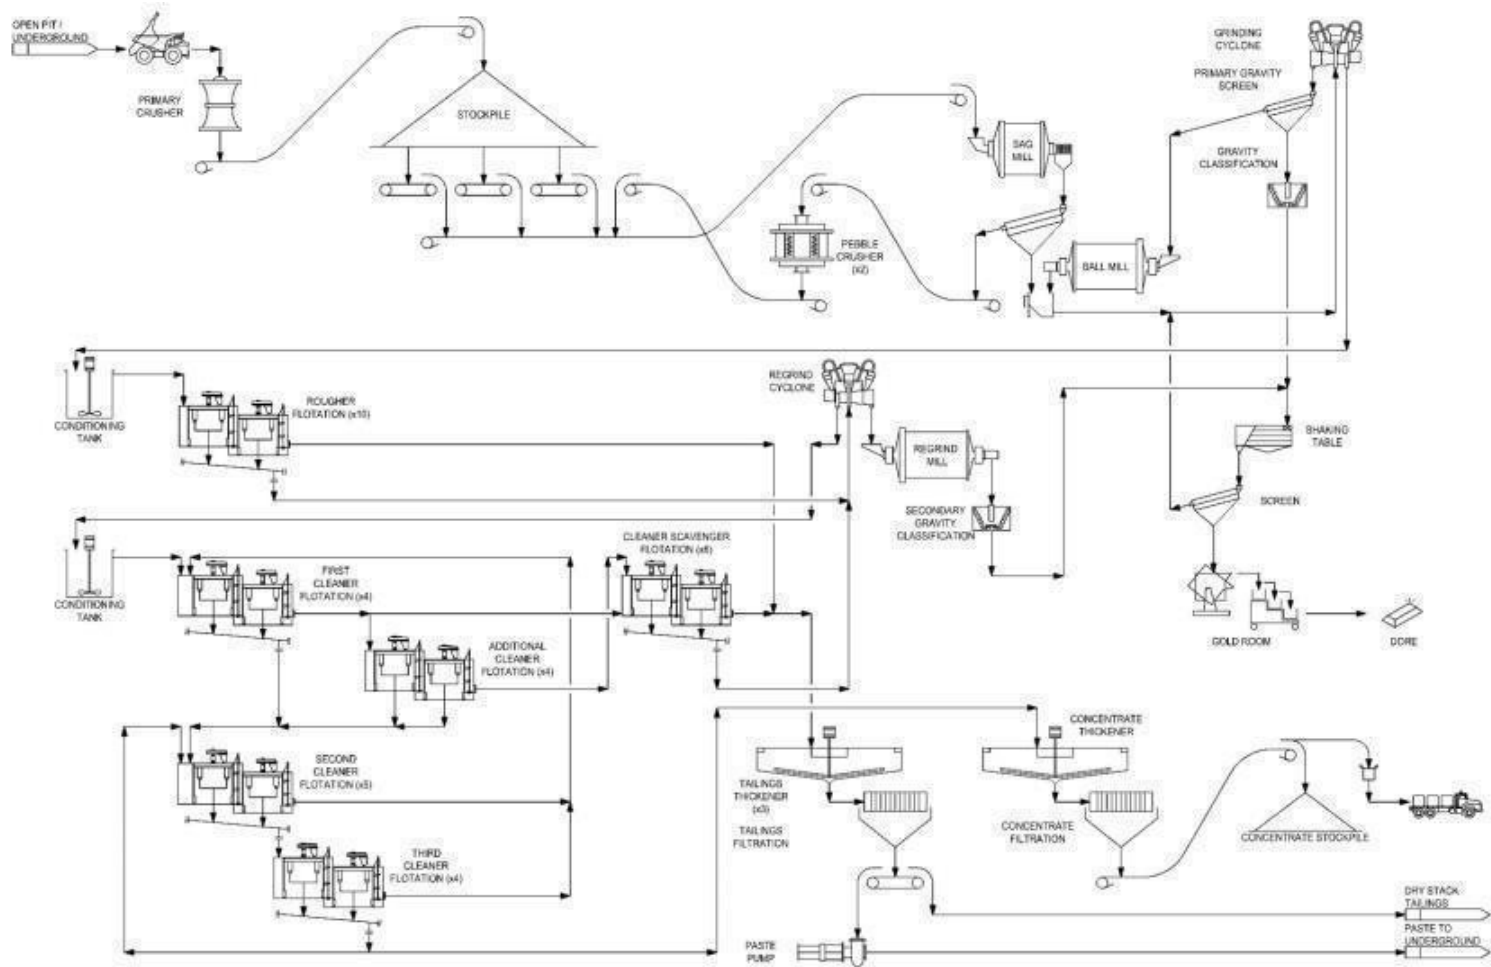 OPEN PIT /
UNDERGROUND
PRIMARY
CRUSHER
STOCKPILE
SAG
MILL
GRINDING
CYCLONE
PRIMARY GRAVITY
SCREEN
GRAVITY
CLASSIFICATION
PEBBLE
CRUSHER
(x2)
BALL MILL
CONDITIONING
TANK
ROUGHER
FLOTATION (x10)
REGRIND
CYCLONE
REGRIND
MILL
SHAKING
TABLE
SCREEN
SECONDARY
GRAVITY
CLASSIFICATION
CONDITIONING
TANK
FIRST
CLEANER
FLOTATION (x4)
CLEANER SCAVENGER
FLOTATION (x6)
GOLD ROOM
DORE
ADDITIONAL
CLEANER
FLOTATION (x4)
SECOND
CLEANER
FLOTATION (x5)
THIRD
CLEANER
FLOTATION (x4)
TAILINGS
THICKENER
(x3)
TAILINGS
FILTRATION
CONCENTRATE
THICKENER
CONCENTRATE
FILTRATION
CONCENTRATE STOCKPILE
DRY STACK
TAILINGS
PASTE TO
UNDERGROUND
PASTE
PUMP